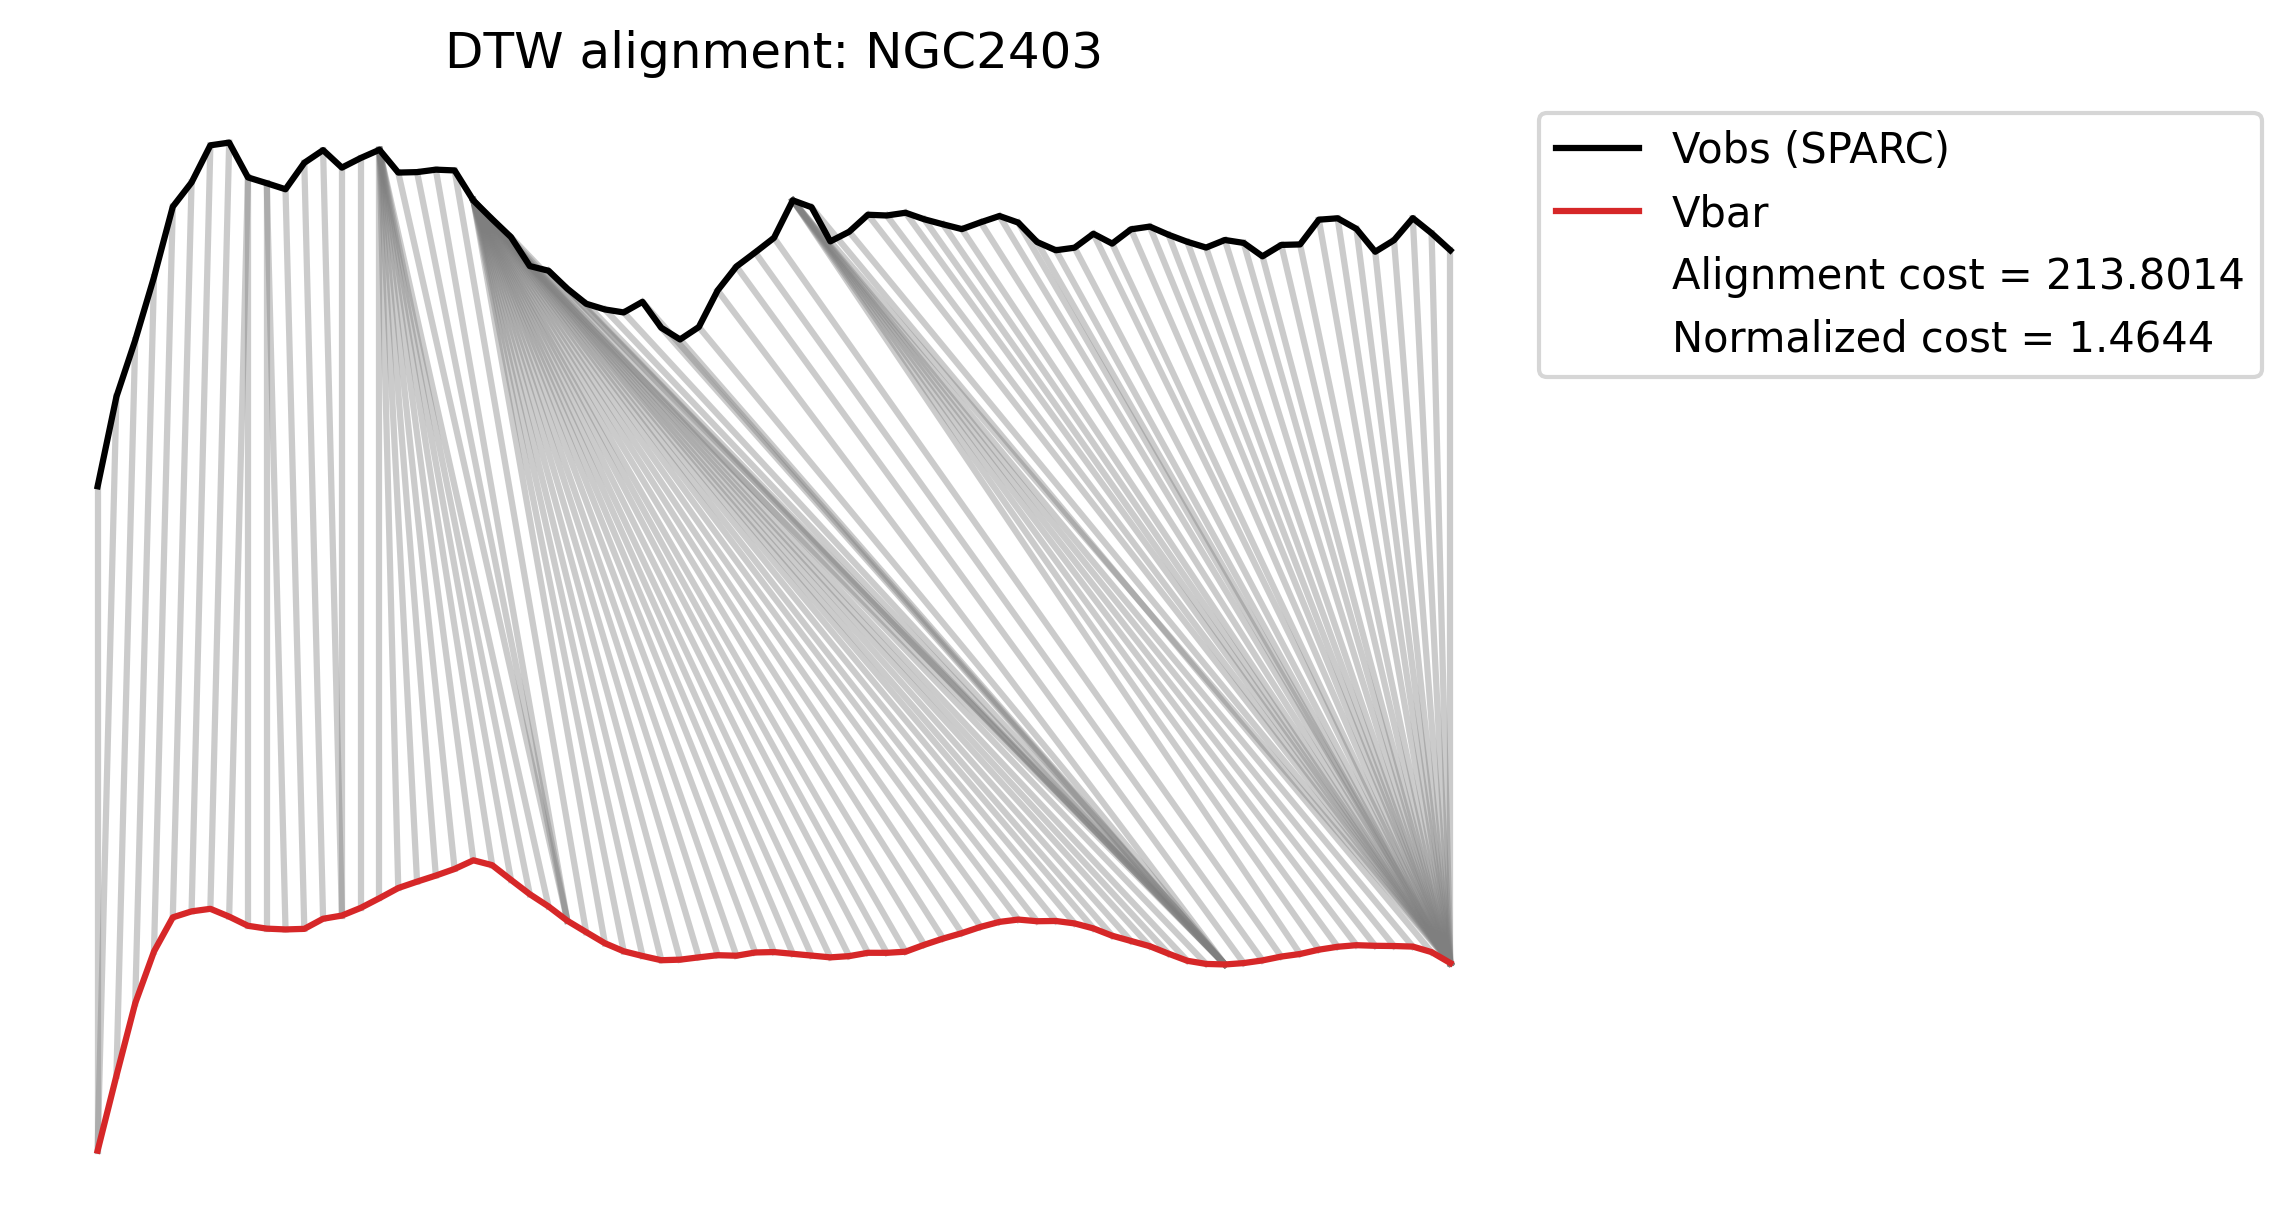 DTW alignment: NGC2403
Vobs (SPARC)
Vbar
Alignment cost = 213.8014
Normalized cost = 1.4644